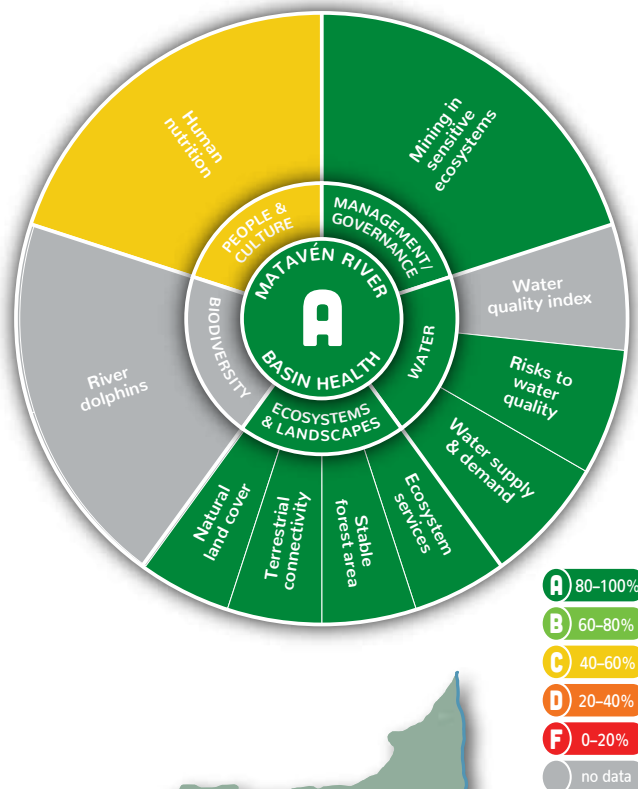 Human
nutrition
Mining in
sensitive
ecosystems
PEOPLE &
CULTURE
MANAGEMENT/
GOVERNANCE
MATAVÉN RIVER
A
BASIN HEALTH
BIODIVERSITY
WATER
ECOSYSTEMS
& LANDSCAPES
Water
quality index
Risks to
water
quality
Water supply
& demand
River
dolphins
Natural
land cover
Terrestrial
connectivity
Stable
forest area
Ecosystem
services
A 80–100%
B 60–80%
C 40–60%
D 20–40%
F 0–20%
no data